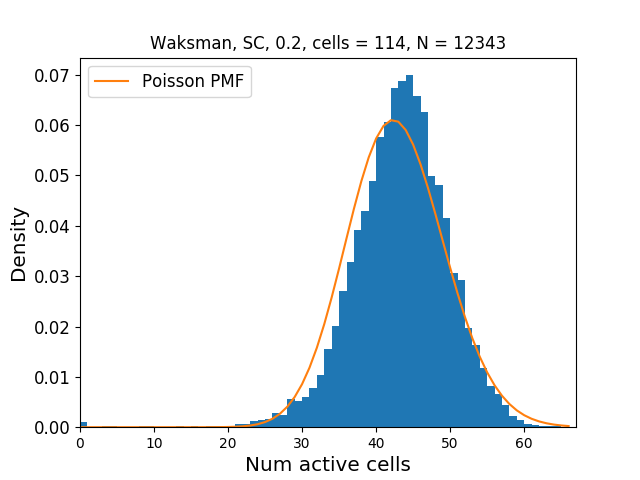 Waksman, SC, 0.2, cells = 114, N = 12343
Poisson PMF
Density
0.07
0.06
0.05
0.04
0.03
0.02
0.01
0.00
0 10 20 30 40 50 60
Num active cells